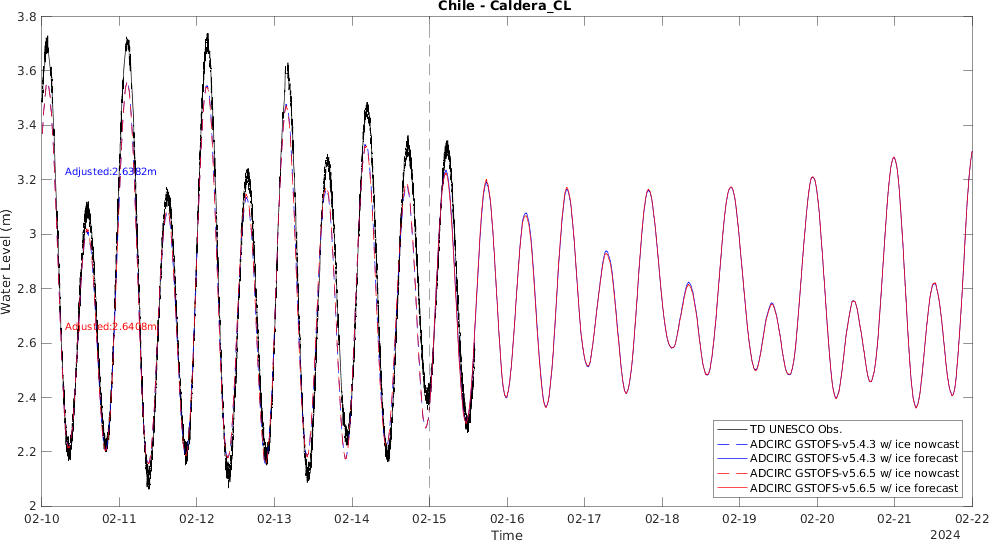 Chile - Caldera_CL
3.8
3.6
3.4
3.2
3
2.8
2.6
2.4
2.2
2
Water Level (m)
Adjusted:2.6382m
Adjusted:2.6408m
TD UNESCO Obs.
ADCIRC GSTOFS-v5.4.3 w/ ice nowcast
ADCIRC GSTOFS-v5.4.3 w/ ice forecast
ADCIRC GSTOFS-v5.6.5 w/ ice nowcast
ADCIRC GSTOFS-v5.6.5 w/ ice forecast
02-10 02-11 02-12 02-13 02-14 02-15 02-16 02-17 02-18 02-19 02-20 02-21 02-22
Time
2024